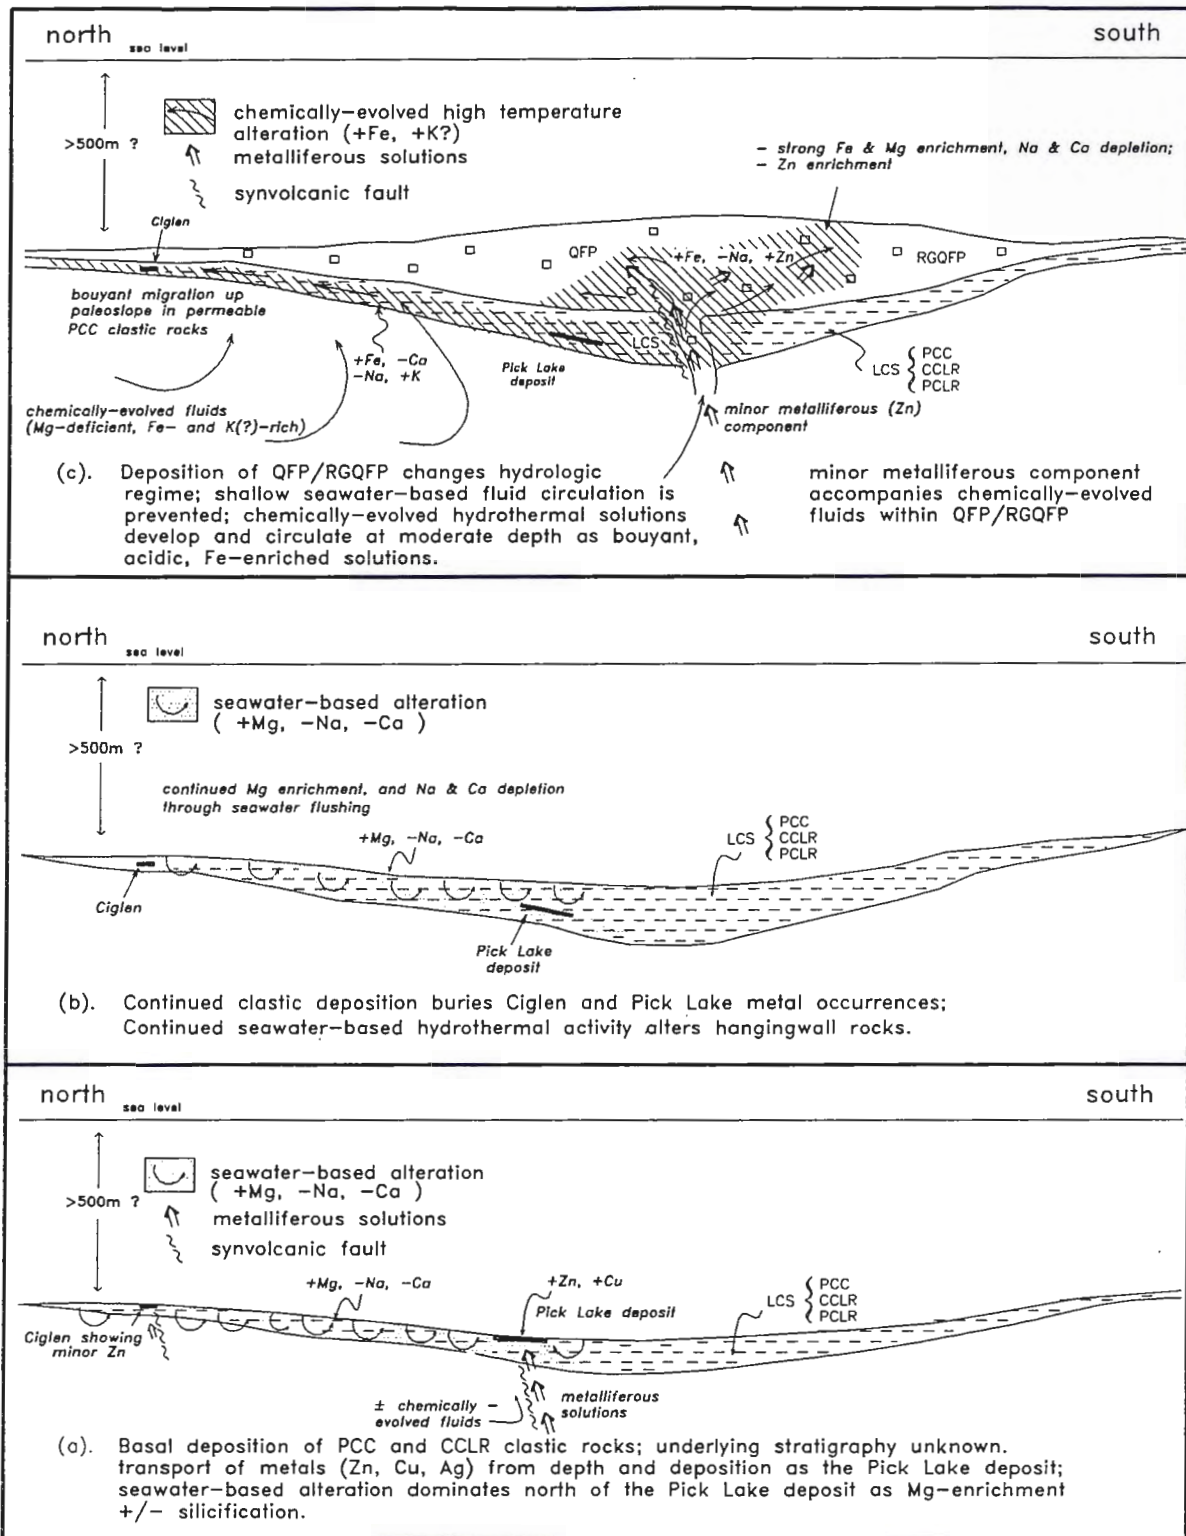 north
sea level
south
>500m ?
chemically-evolved high temperature
alteration (+Fe, +K?)
metalliferous solutions
synvolcanic fault
- strong Fe & Mg enrichment, Na & Ca depletion;
- Zn enrichment
Ciglen
QFP
+Fe, -Na, +Zn
RGQFP
bouyant migration up
paleoslope in permeable
PCC clastic rocks
+Fe, -Ca
-Na, +K
Pick Lake
deposit
LCS
LCS { PCC
CCLR
PCLR
chemically-evolved fluids
(Mg-deficient, Fe- and K(?)-rich)
minor metalliferous (Zn)
component
(c). Deposition of QFP/RGQFP changes hydrologic
regime; shallow seawater-based fluid circulation is
prevented; chemically-evolved hydrothermal solutions
develop and circulate at moderate depth as bouyant,
acidic, Fe-enriched solutions.
minor metalliferous component
accompanies chemically-evolved
fluids within QFP/RGQFP
north
sea level
south
seawater-based alteration
( +Mg, -Na, -Ca )
>500m ?
continued Mg enrichment, and Na & Ca depletion
through seawater flushing
+Mg, -Na, -Ca
LCS { PCC
CCLR
PCLR
Ciglen
Pick Lake
deposit
(b). Continued clastic deposition buries Ciglen and Pick Lake metal occurrences;
Continued seawater-based hydrothermal activity alters hangingwall rocks.
north
sea level
south
seawater-based alteration
( +Mg, -Na, -Ca )
>500m ?
metalliferous solutions
synvolcanic fault
+Mg, -Na, -Ca
+Zn, +Cu
Pick Lake deposit
LCS { PCC
CCLR
PCLR
Ciglen showing
minor Zn
± chemically -
evolved fluids
metalliferous
solutions
(a). Basal deposition of PCC and CCLR clastic rocks; underlying stratigraphy unknown.
transport of metals (Zn, Cu, Ag) from depth and deposition as the Pick Lake deposit;
seawater-based alteration dominates north of the Pick Lake deposit as Mg-enrichment
+/- silicification.